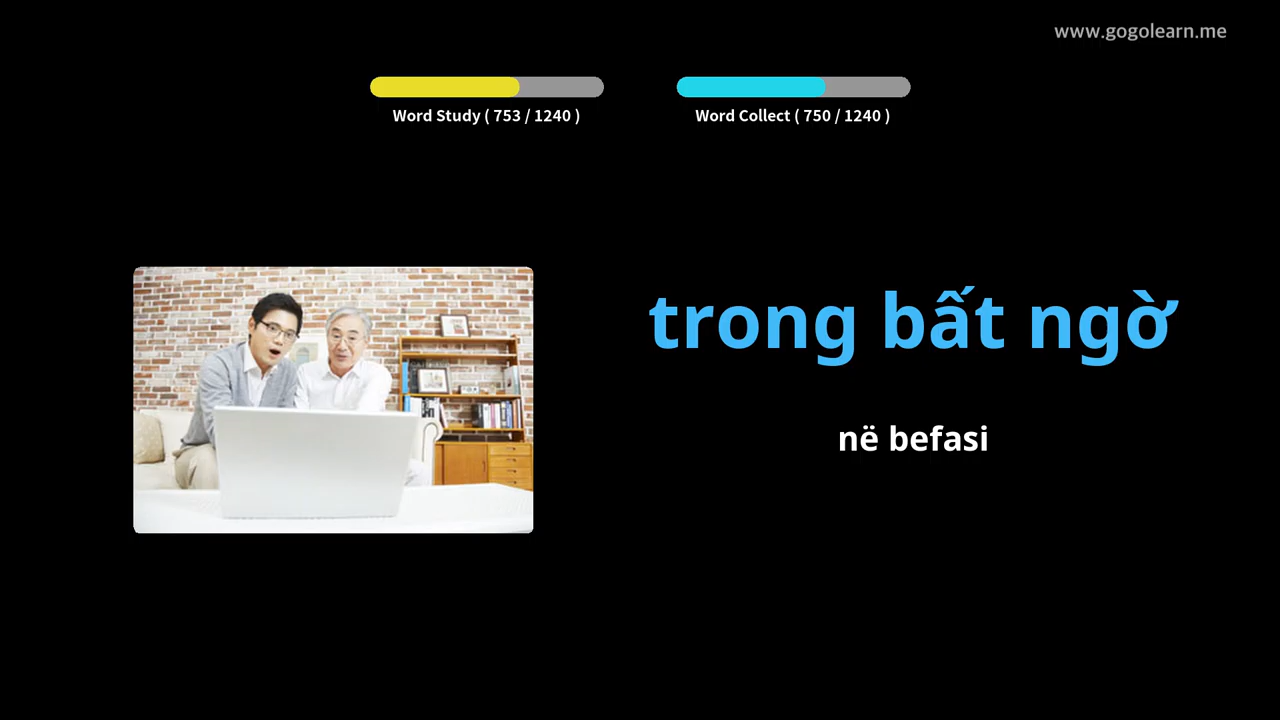 www.gogolearn.me
Word Study ( 753 / 1240 )
Word Collect ( 750 / 1240 )
trong bất ngờ
në befasi